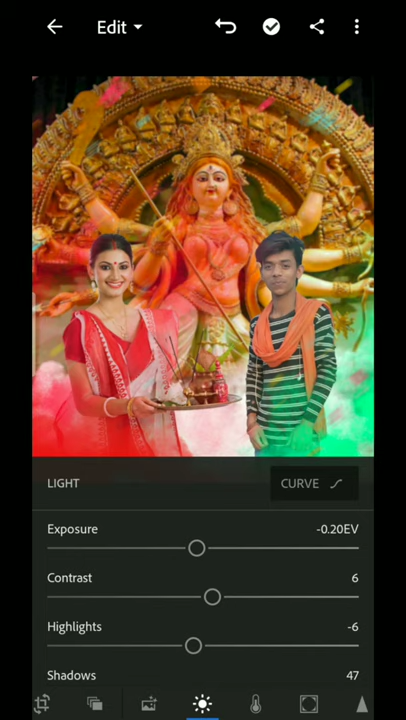 Edit
LIGHT
CURVE
Exposure -0.20EV
Contrast 6
Highlights -6
Shadows 47